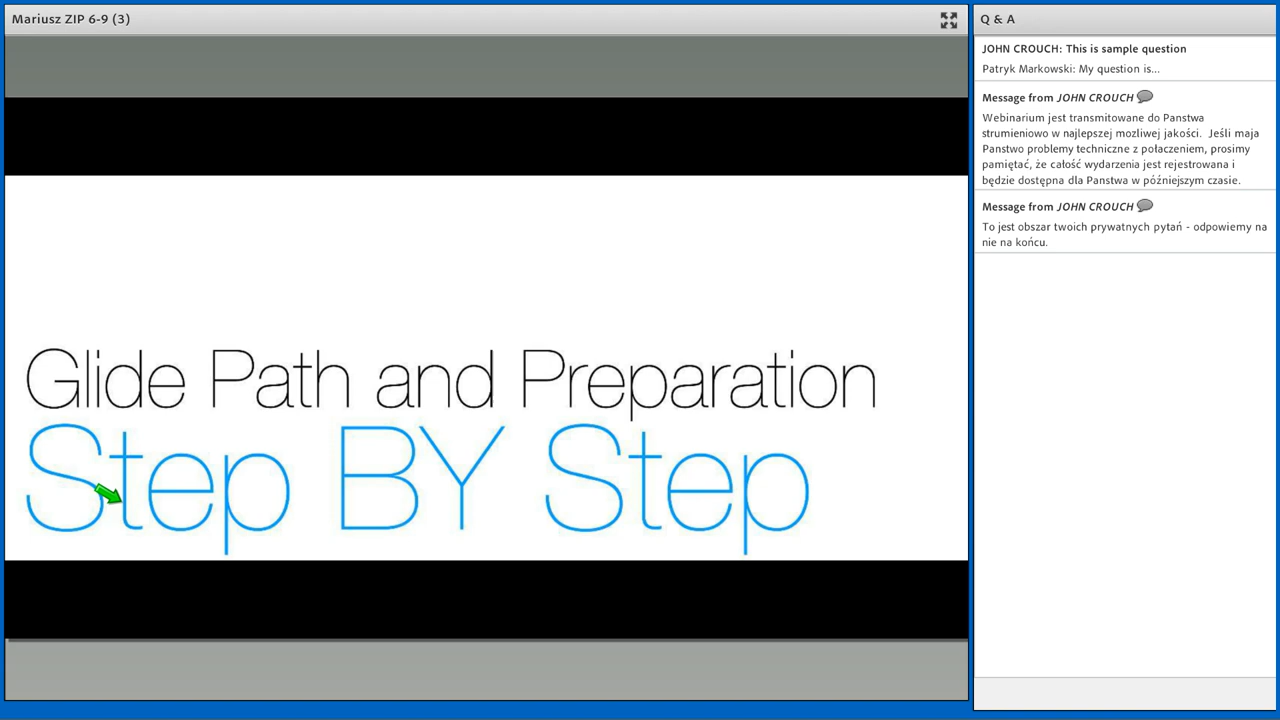 Mariusz ZIP 6-9 (3)
Glide Path and Preparation
Step BY Step
Q & A
JOHN CROUCH: This is sample question
Patryk Markowski: My question is...
Message from JOHN CROUCH
Webinarium jest transmitowane do Panstwa
strumieniowo w najlepszej mozliwej jakości.  Jeśli maja
Panstwo problemy techniczne z połaczeniem, prosimy
pamiętać, że całość wydarzenia jest rejestrowana i
będzie dostępna dla Panstwa w późniejszym czasie.
Message from JOHN CROUCH
To jest obszar twoich prywatnych pytań - odpowiemy na
nie na końcu.